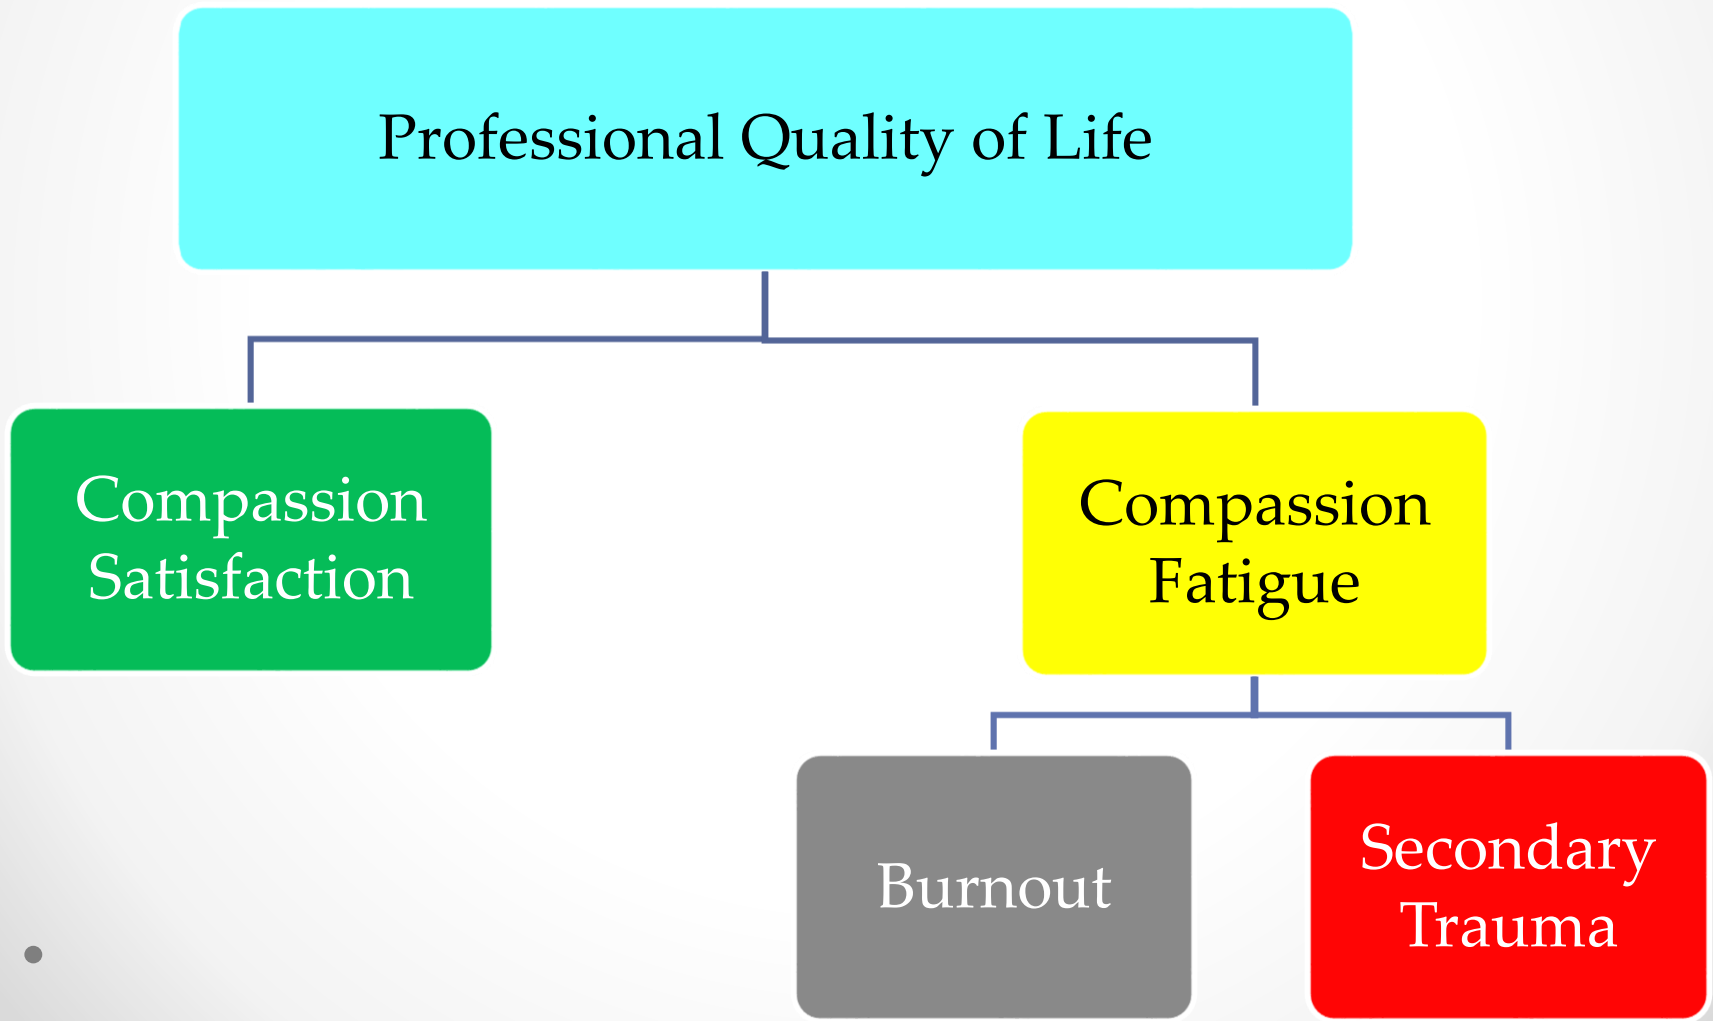 Professional Quality of Life
Compassion
Satisfaction
Compassion
Fatigue
Burnout
Secondary
Trauma